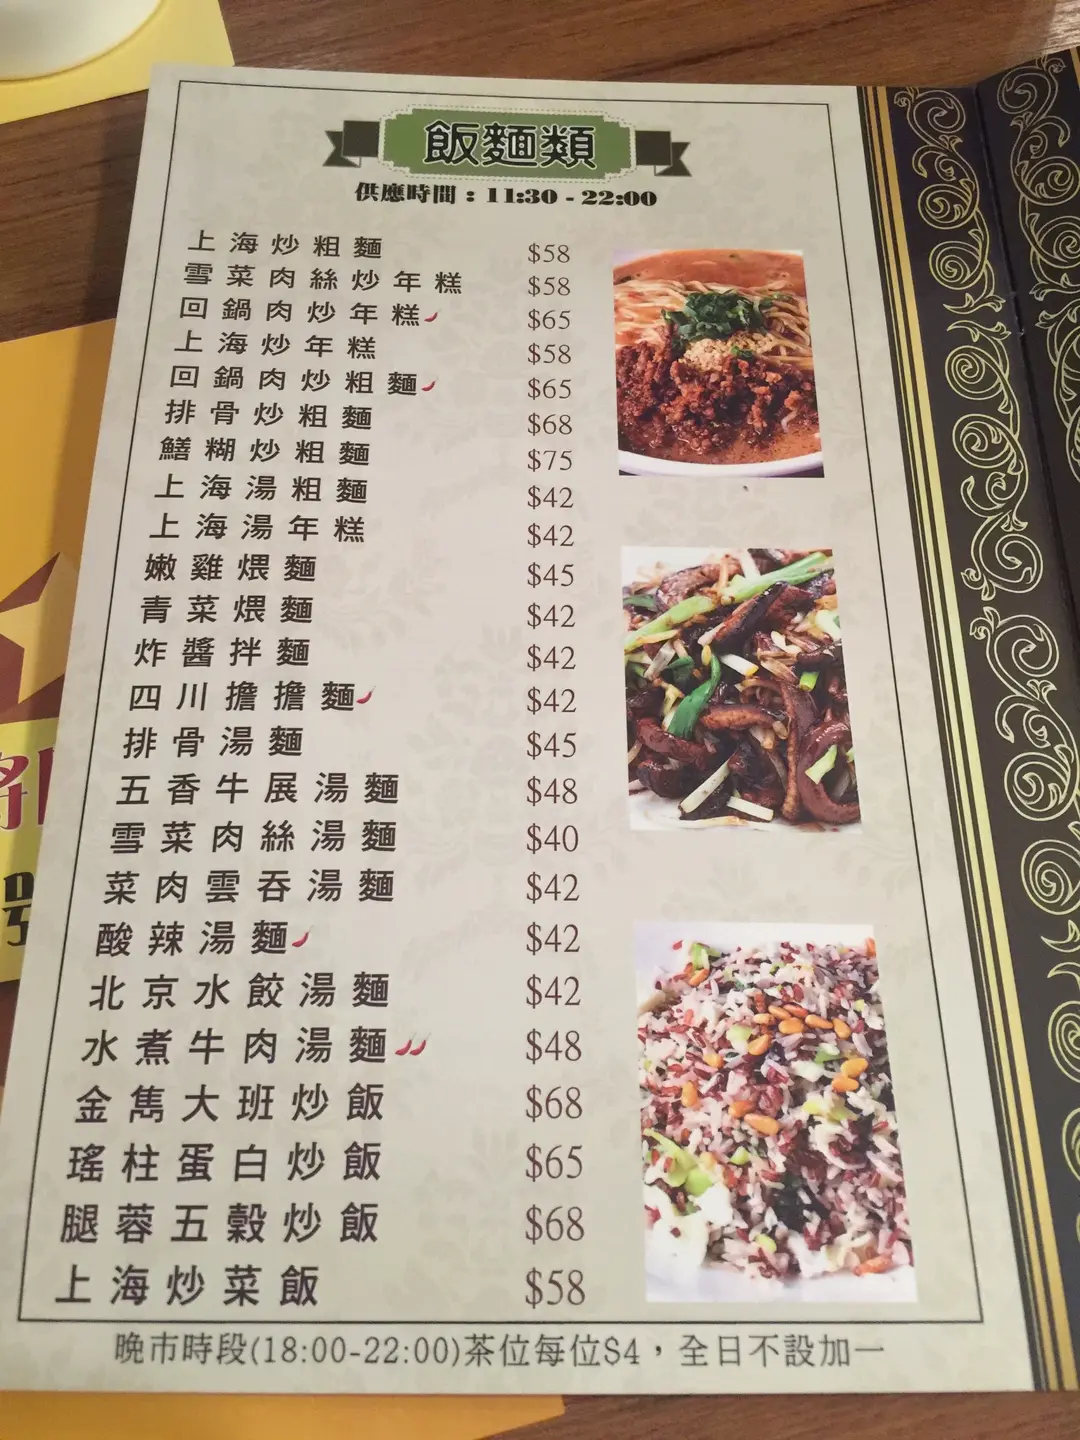 飯麵類
供應時間：11:30 - 22:00
上海炒粗麵 $58
雪菜肉絲炒年糕 $58
回鍋肉炒年糕 $65
上海炒年糕 $58
回鍋肉炒粗麵 $65
排骨炒粗麵 $68
鱔糊炒粗麵 $75
上海湯粗麵 $42
上海湯年糕 $42
嫩雞煨麵 $45
青菜煨麵 $42
炸醬拌麵 $42
四川擔擔麵 $42
排骨湯麵 $45
五香牛展湯麵 $48
雪菜肉絲湯麵 $40
菜肉雲吞湯麵 $42
酸辣湯麵 $42
北京水餃湯麵 $42
水煮牛肉湯麵 $48
金雋大班炒飯 $68
瑤柱蛋白炒飯 $65
腿蓉五穀炒飯 $68
上海炒菜飯 $58
晚市時段(18:00-22:00)茶位每位$4，全日不設加一